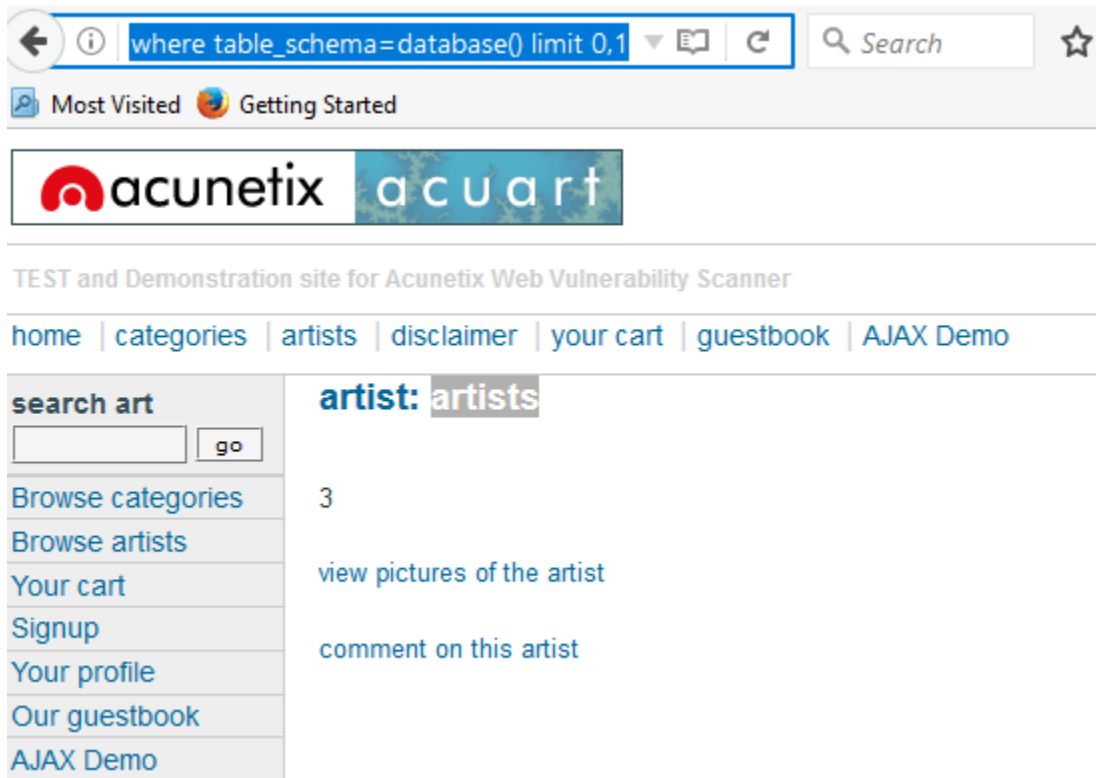 where table_schema=database() limit 0,1
Search
Most Visited Getting Started
acunetix acuart
TEST and Demonstration site for Acunetix Web Vulnerability Scanner
home | categories | artists | disclaimer | your cart | guestbook | AJAX Demo
search art
go
Browse categories
Browse artists
Your cart
Signup
Your profile
Our guestbook
AJAX Demo
artist: artists
3
view pictures of the artist
comment on this artist